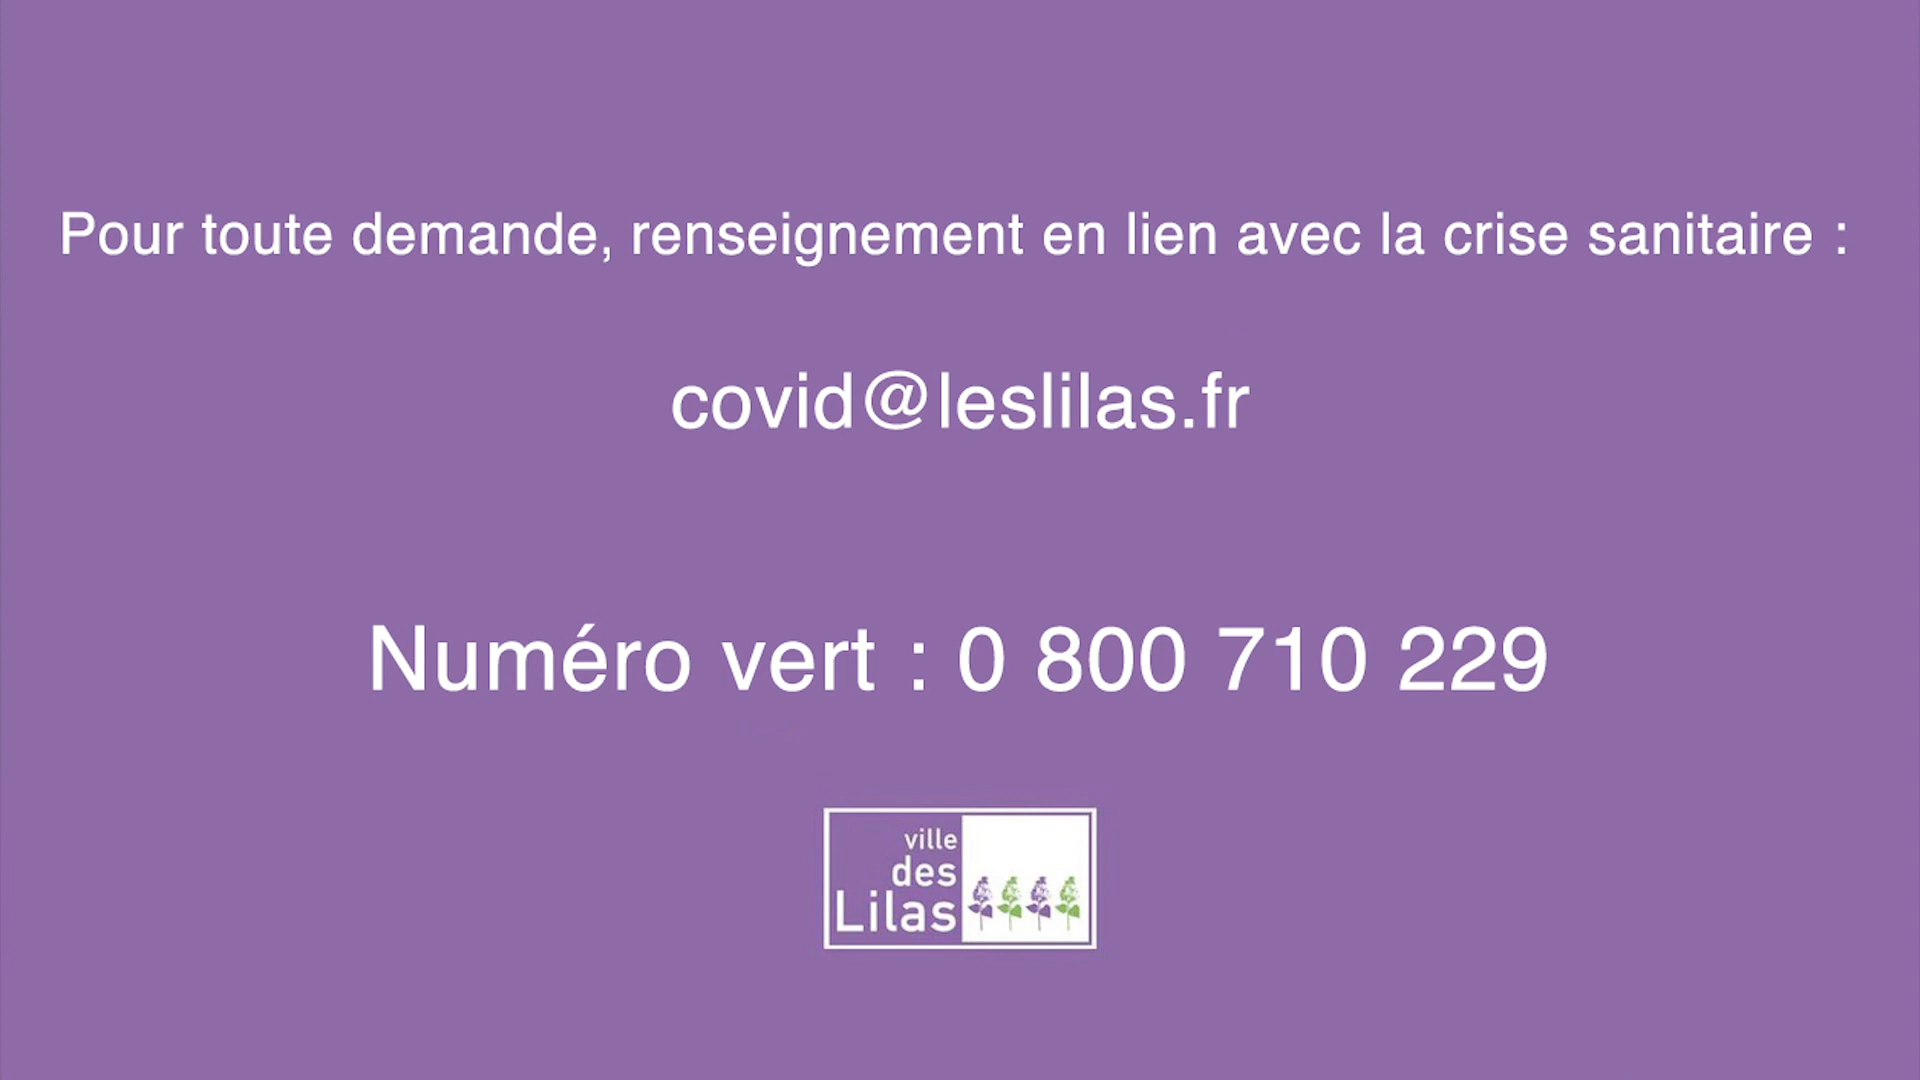 Pour toute demande, renseignement en lien avec la crise sanitaire :
covid@leslilas.fr
Numéro vert : 0 800 710 229
ville
des
Lilas